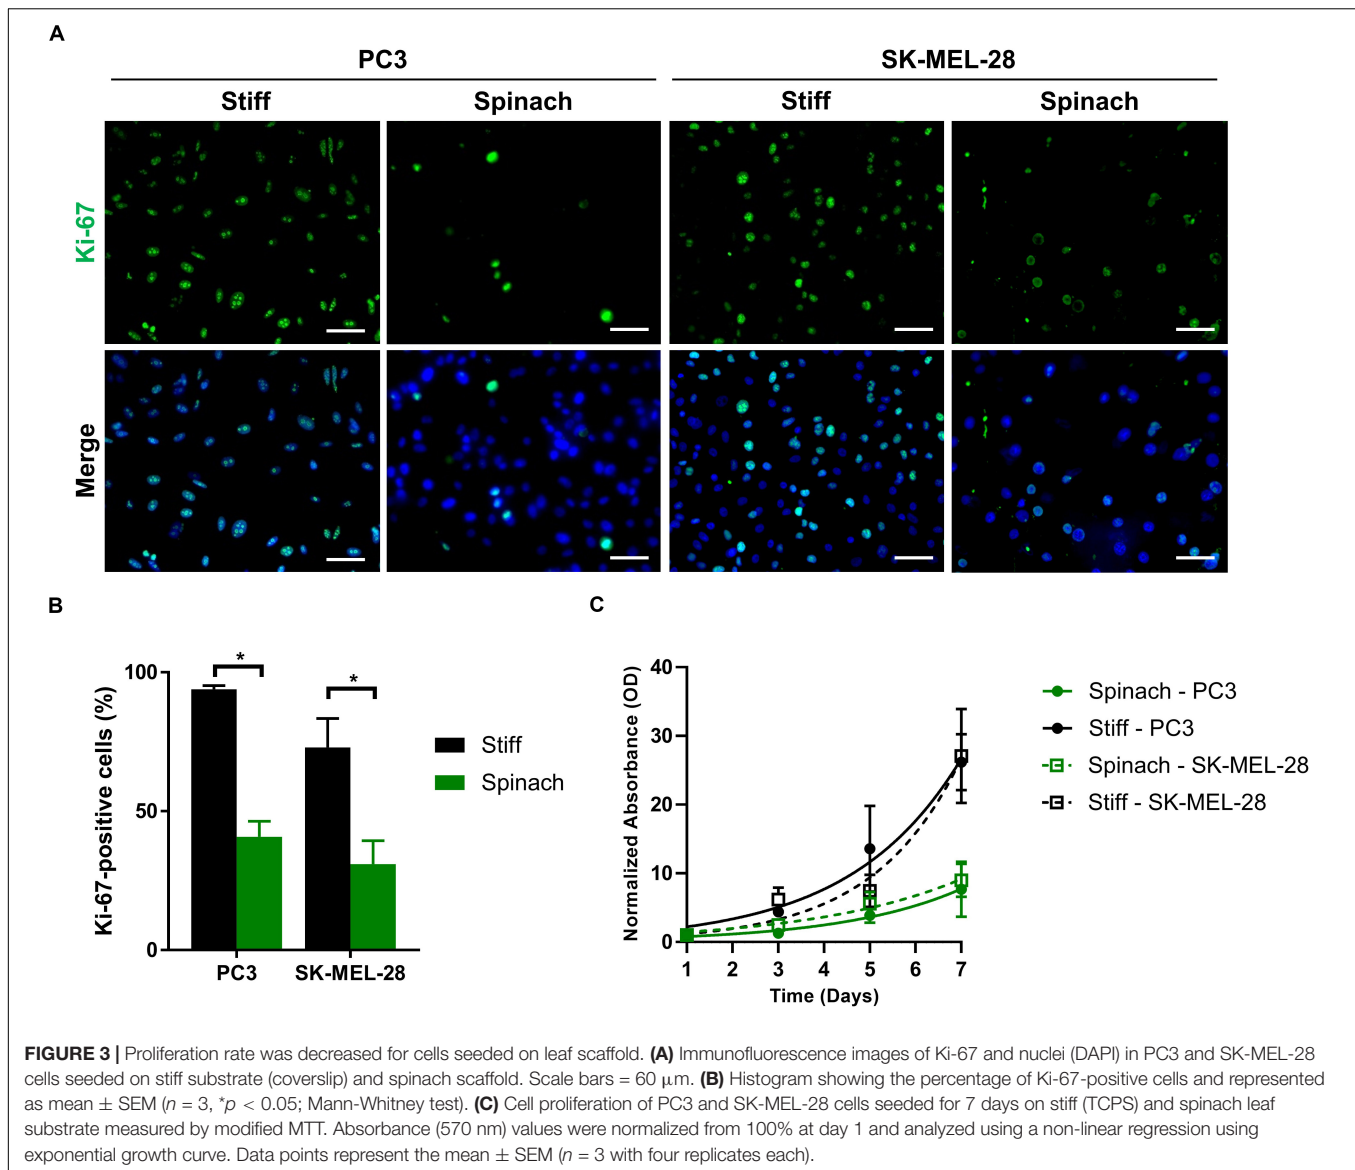 A
PC3
SK-MEL-28
Stiff
Spinach
Stiff
Spinach
Ki-67
Merge
B
C
Ki-67-positive cells (%)
100
50
0
*
*
PC3
SK-MEL-28
Stiff
Spinach
Normalized Absorbance (OD)
40
30
20
10
0
1 2 3 4 5 6 7
Time (Days)
Spinach - PC3
Stiff - PC3
Spinach - SK-MEL-28
Stiff - SK-MEL-28
FIGURE 3 | Proliferation rate was decreased for cells seeded on leaf scaffold. (A) Immunofluorescence images of Ki-67 and nuclei (DAPI) in PC3 and SK-MEL-28
cells seeded on stiff substrate (coverslip) and spinach scaffold. Scale bars = 60 μm. (B) Histogram showing the percentage of Ki-67-positive cells and represented
as mean ± SEM (n = 3, *p < 0.05; Mann-Whitney test). (C) Cell proliferation of PC3 and SK-MEL-28 cells seeded for 7 days on stiff (TCPS) and spinach leaf
substrate measured by modified MTT. Absorbance (570 nm) values were normalized from 100% at day 1 and analyzed using a non-linear regression using
exponential growth curve. Data points represent the mean ± SEM (n = 3 with four replicates each).